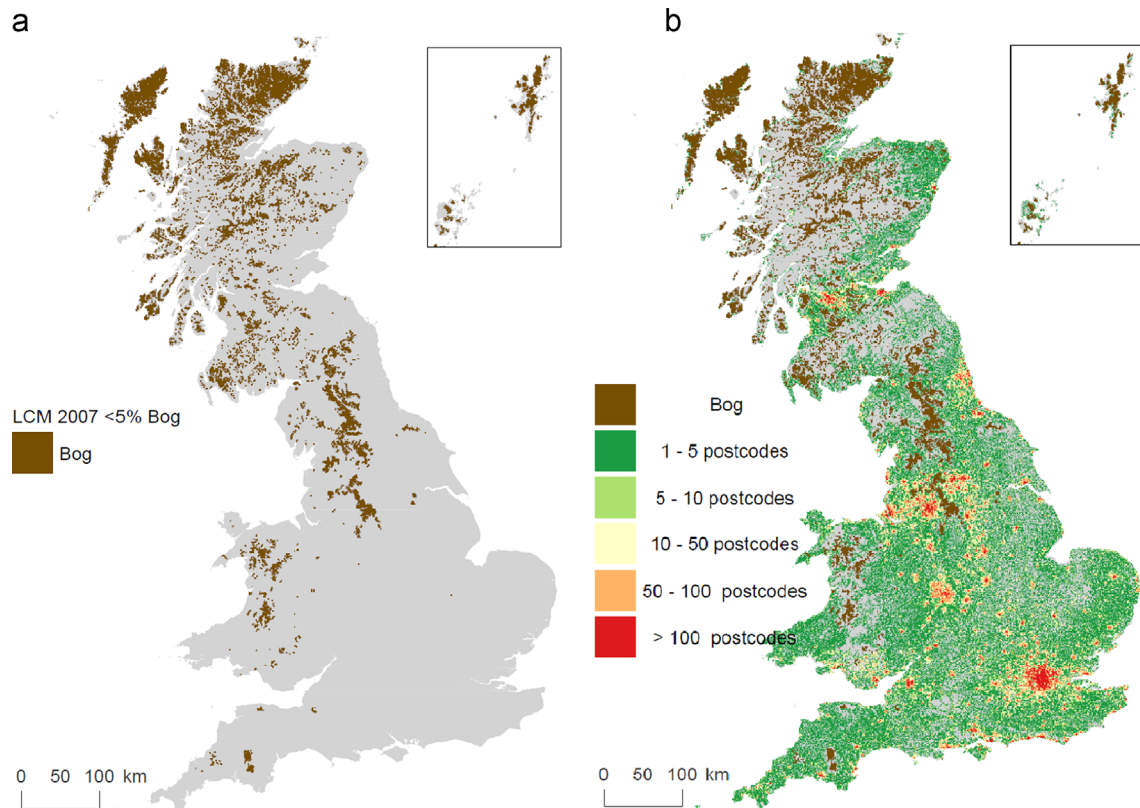 a
b
LCM 2007 <5% Bog
Bog
0 50 100 km
Bog
1 - 5 postcodes
5 - 10 postcodes
10 - 50 postcodes
50 - 100 postcodes
> 100 postcodes
0 50 100 km